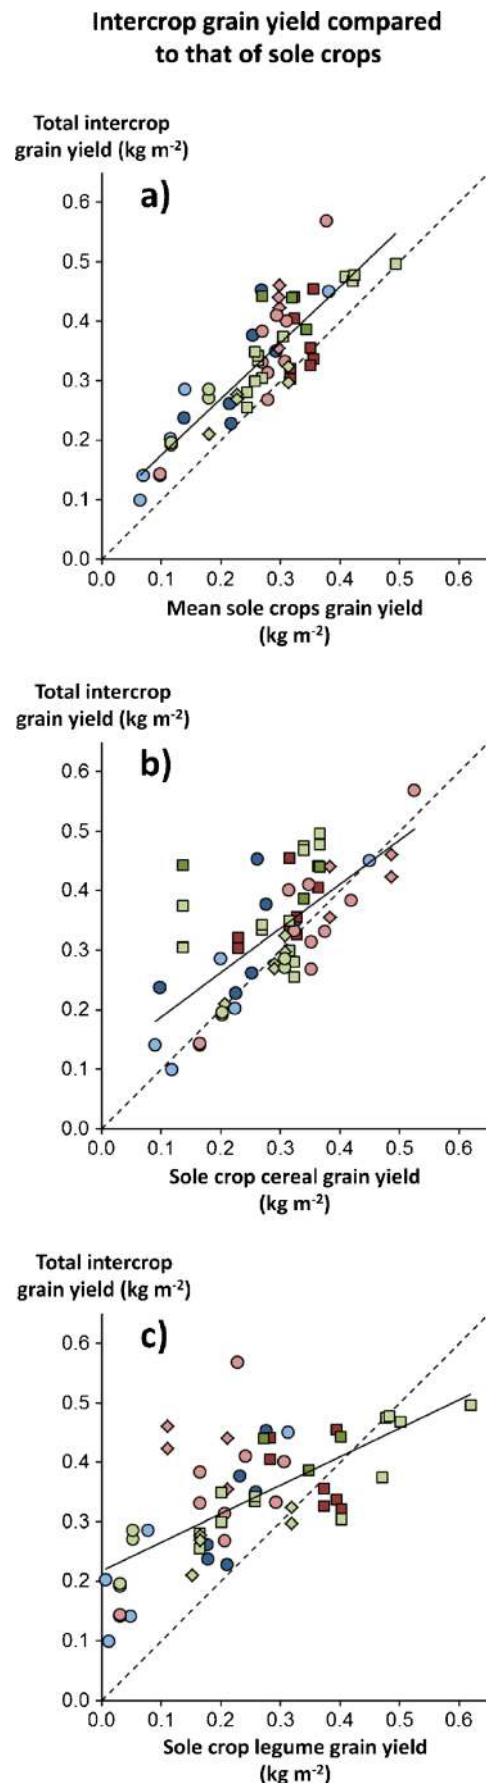 Intercrop grain yield compared
to that of sole crops
Total intercrop
grain yield (kg m⁻²)
a)
0.6
0.5
0.4
0.3
0.2
0.1
0.0
0.0 0.1 0.2 0.3 0.4 0.5 0.6
Mean sole crops grain yield
(kg m⁻²)
Total intercrop
grain yield (kg m⁻²)
b)
0.6
0.5
0.4
0.3
0.2
0.1
0.0
0.0 0.1 0.2 0.3 0.4 0.5 0.6
Sole crop cereal grain yield
(kg m⁻²)
Total intercrop
grain yield (kg m⁻²)
c)
0.6
0.5
0.4
0.3
0.2
0.1
0.0
0.0 0.1 0.2 0.3 0.4 0.5 0.6
Sole crop legume grain yield
(kg m⁻²)